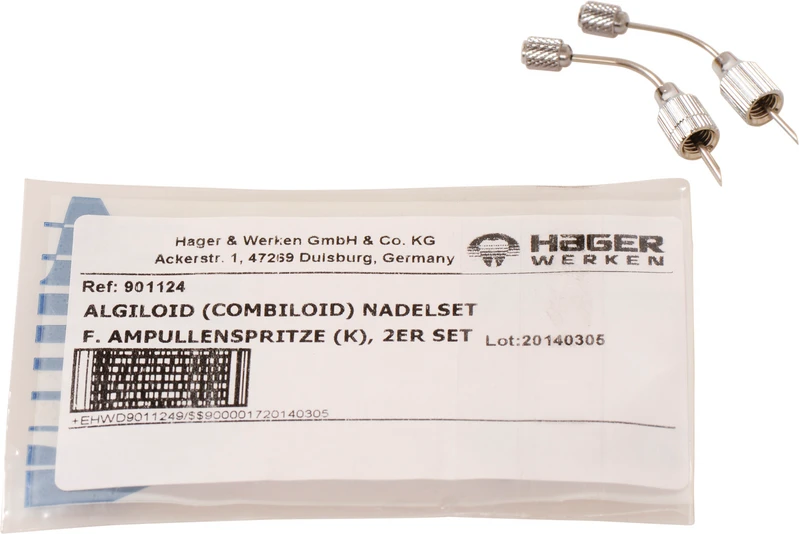 Hager & Werken GmbH & Co. KG
Ackerstr. 1, 47269 Duisburg, Germany
HAGER
WERKEN
Ref: 901124
ALGILOID (COMBILOID) NADELSET
F. AMPULLENSPRITZE (K), 2ER SET
Lot:20140305
+EHWD9011249/$$900001720140305